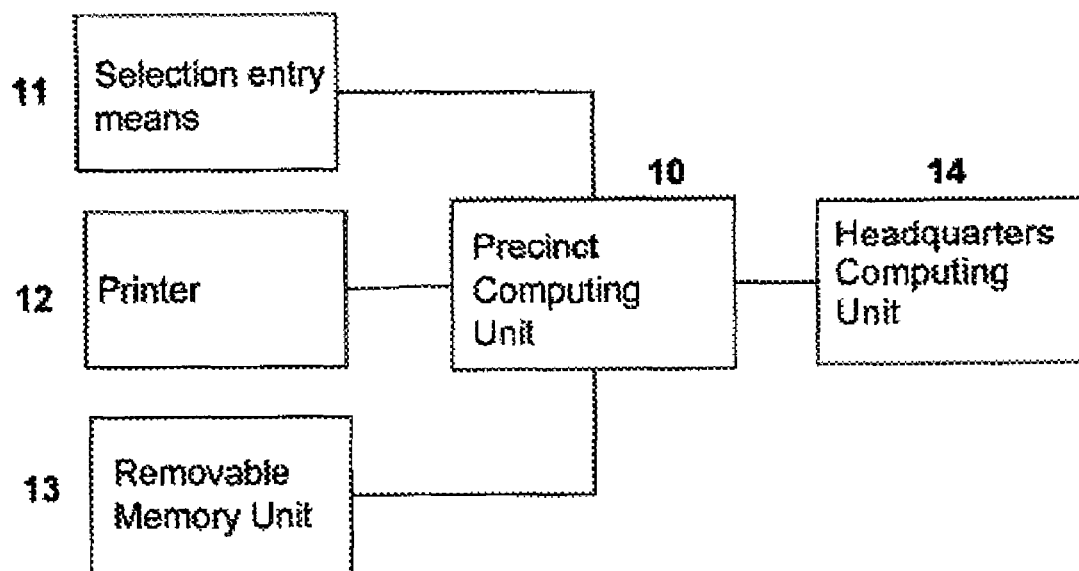 11
Selection entry
means
10
14
12
Printer
Precinct
Computing
Unit
Headquarters
Computing
Unit
13
Removable
Memory Unit